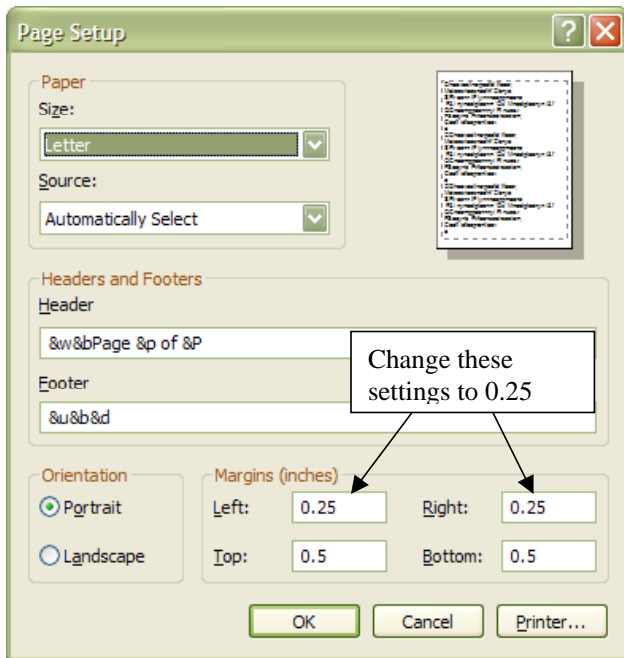 Page Setup
Paper
Size:
Letter
Source:
Automatically Select
Headers and Footers
Header
&w&bPage &p of &P
Change these
settings to 0.25
Footer
&u&b&d
Orientation
Portrait
Landscape
Margins (inches)
Left: 0.25 Right: 0.25
Top: 0.5 Bottom: 0.5
OK Cancel Printer...